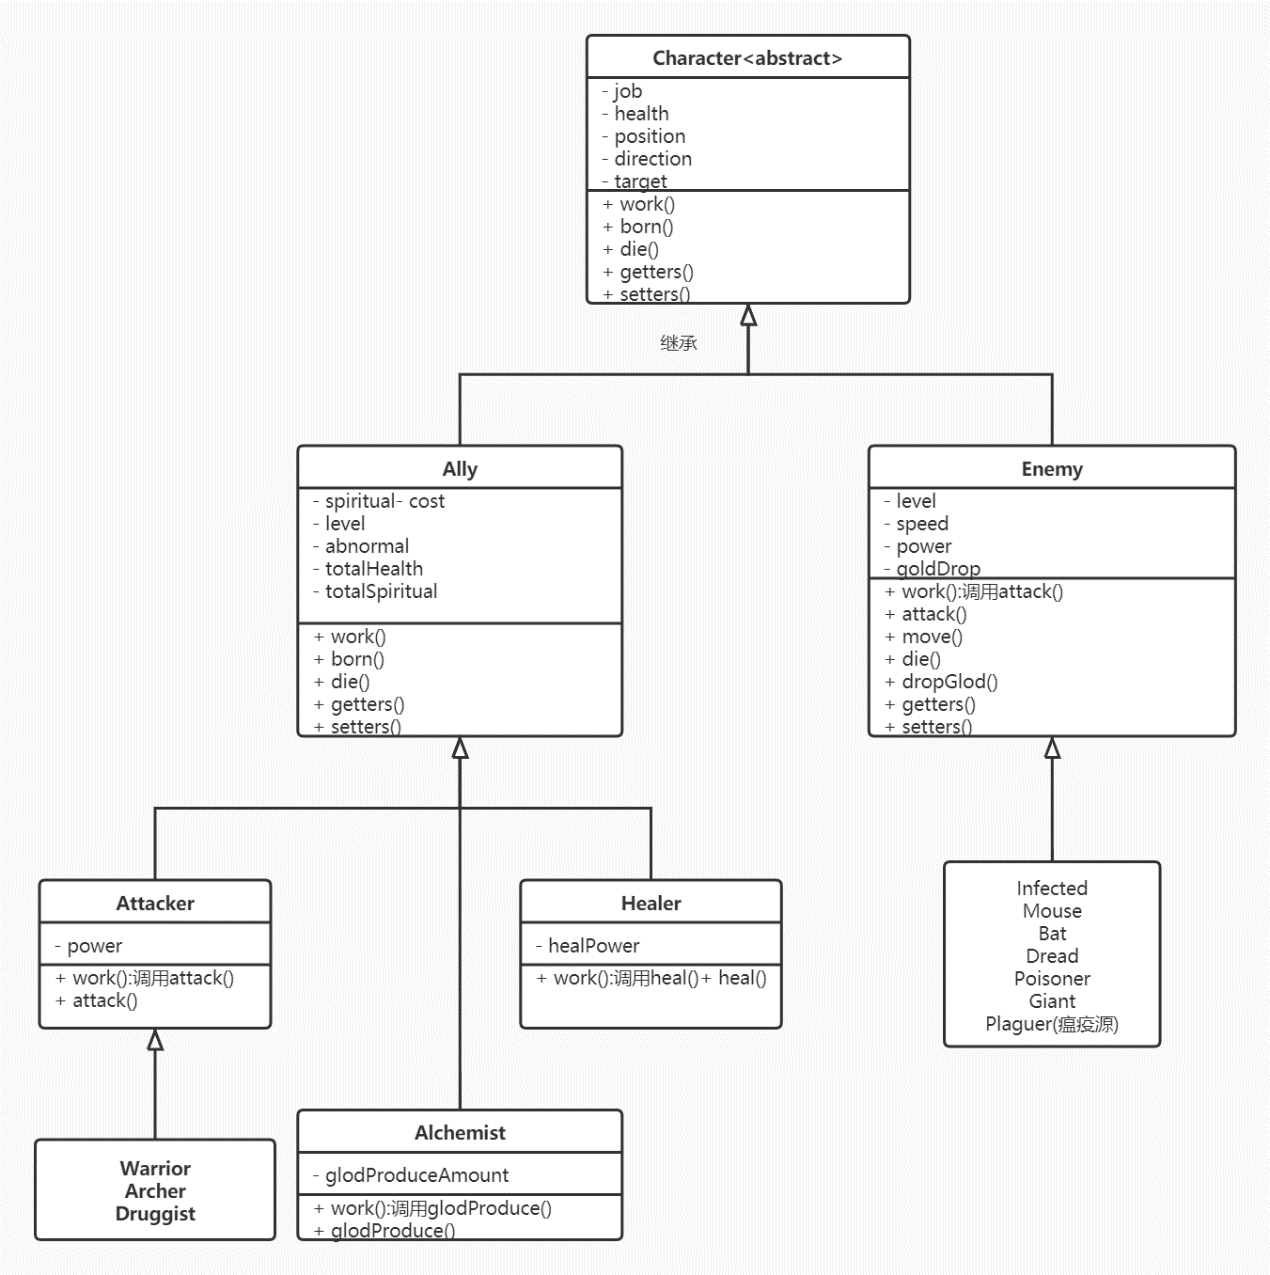 Character<abstract>
- job
- health
- position
- direction
- target
+ work()
+ born()
+ die()
+ getters()
+ setters()
继承
Ally
- spiritual- cost
- level
- abnormal
- totalHealth
- totalSpiritual
+ work()
+ born()
+ die()
+ getters()
+ setters()
Enemy
- level
- speed
- power
- goldDrop
+ work():调用attack()
+ attack()
+ move()
+ die()
+ dropGlod()
+ getters()
+ setters()
Attacker
- power
+ work():调用attack()
+ attack()
Healer
- healPower
+ work():调用heal()+ heal()
Infected
Mouse
Bat
Dread
Poisoner
Giant
Plaguer(瘟疫源)
Warrior
Archer
Druggist
Alchemist
- glodProduceAmount
+ work():调用glodProduce()
+ glodProduce()